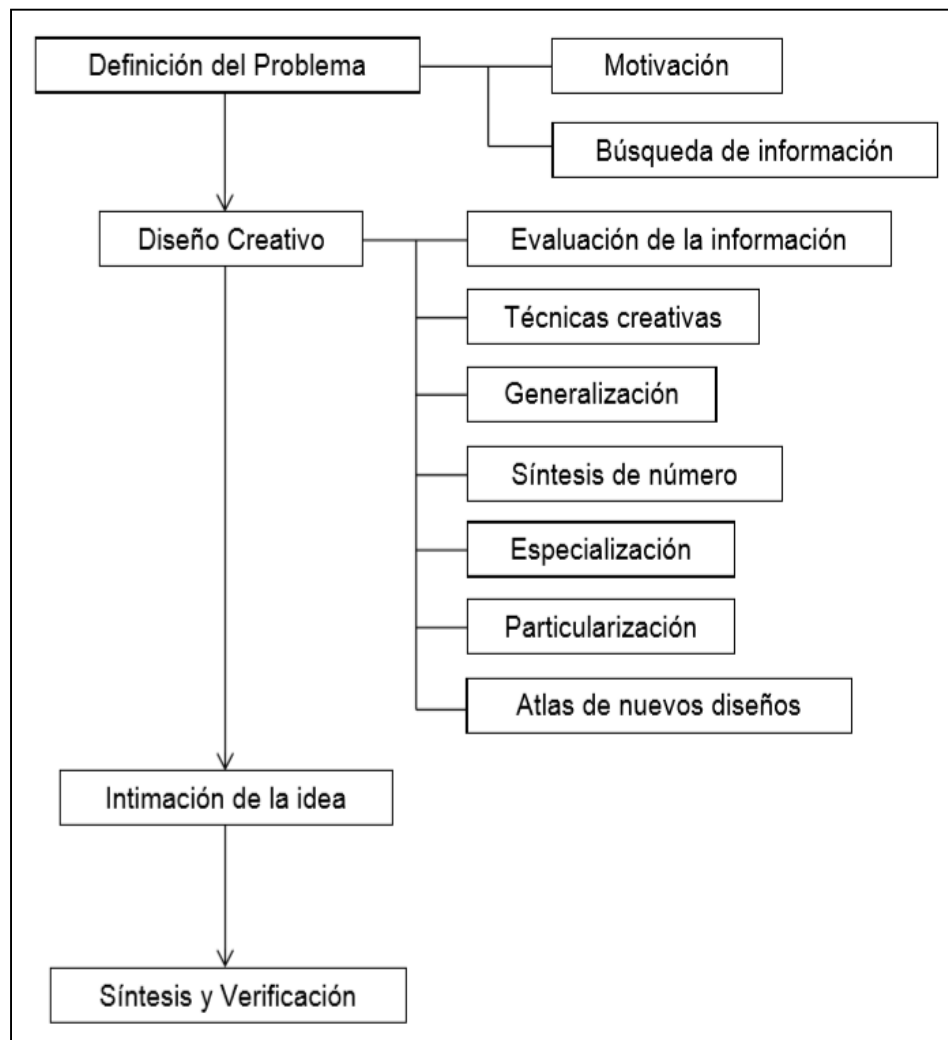 Definición del Problema
Motivación
Búsqueda de información
Diseño Creativo
Evaluación de la información
Técnicas creativas
Generalización
Síntesis de número
Especialización
Particularización
Atlas de nuevos diseños
Intimación de la idea
Síntesis y Verificación